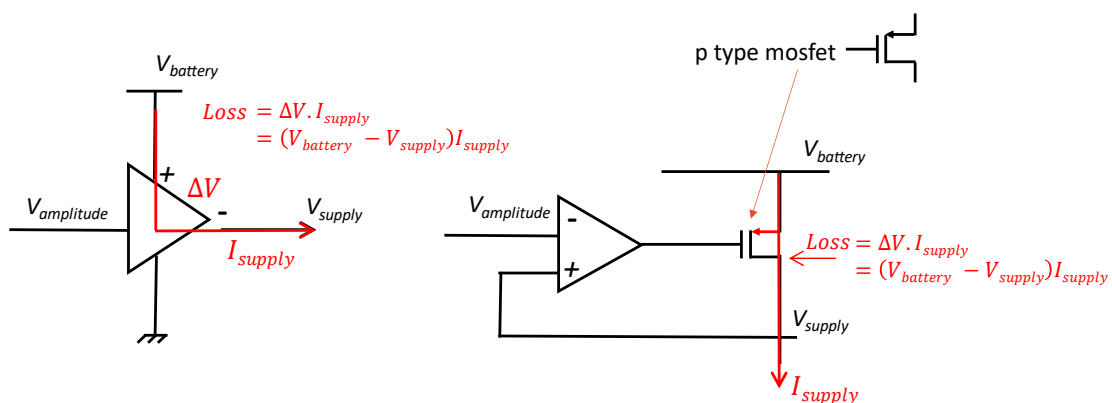 p type mosfet
V_battery
Loss = ΔV.I_supply
= (V_battery − V_supply)I_supply
+
ΔV
-
V_amplitude
V_supply
I_supply
V_battery
V_amplitude
-
+
Loss = ΔV.I_supply
= (V_battery − V_supply)I_supply
V_supply
I_supply